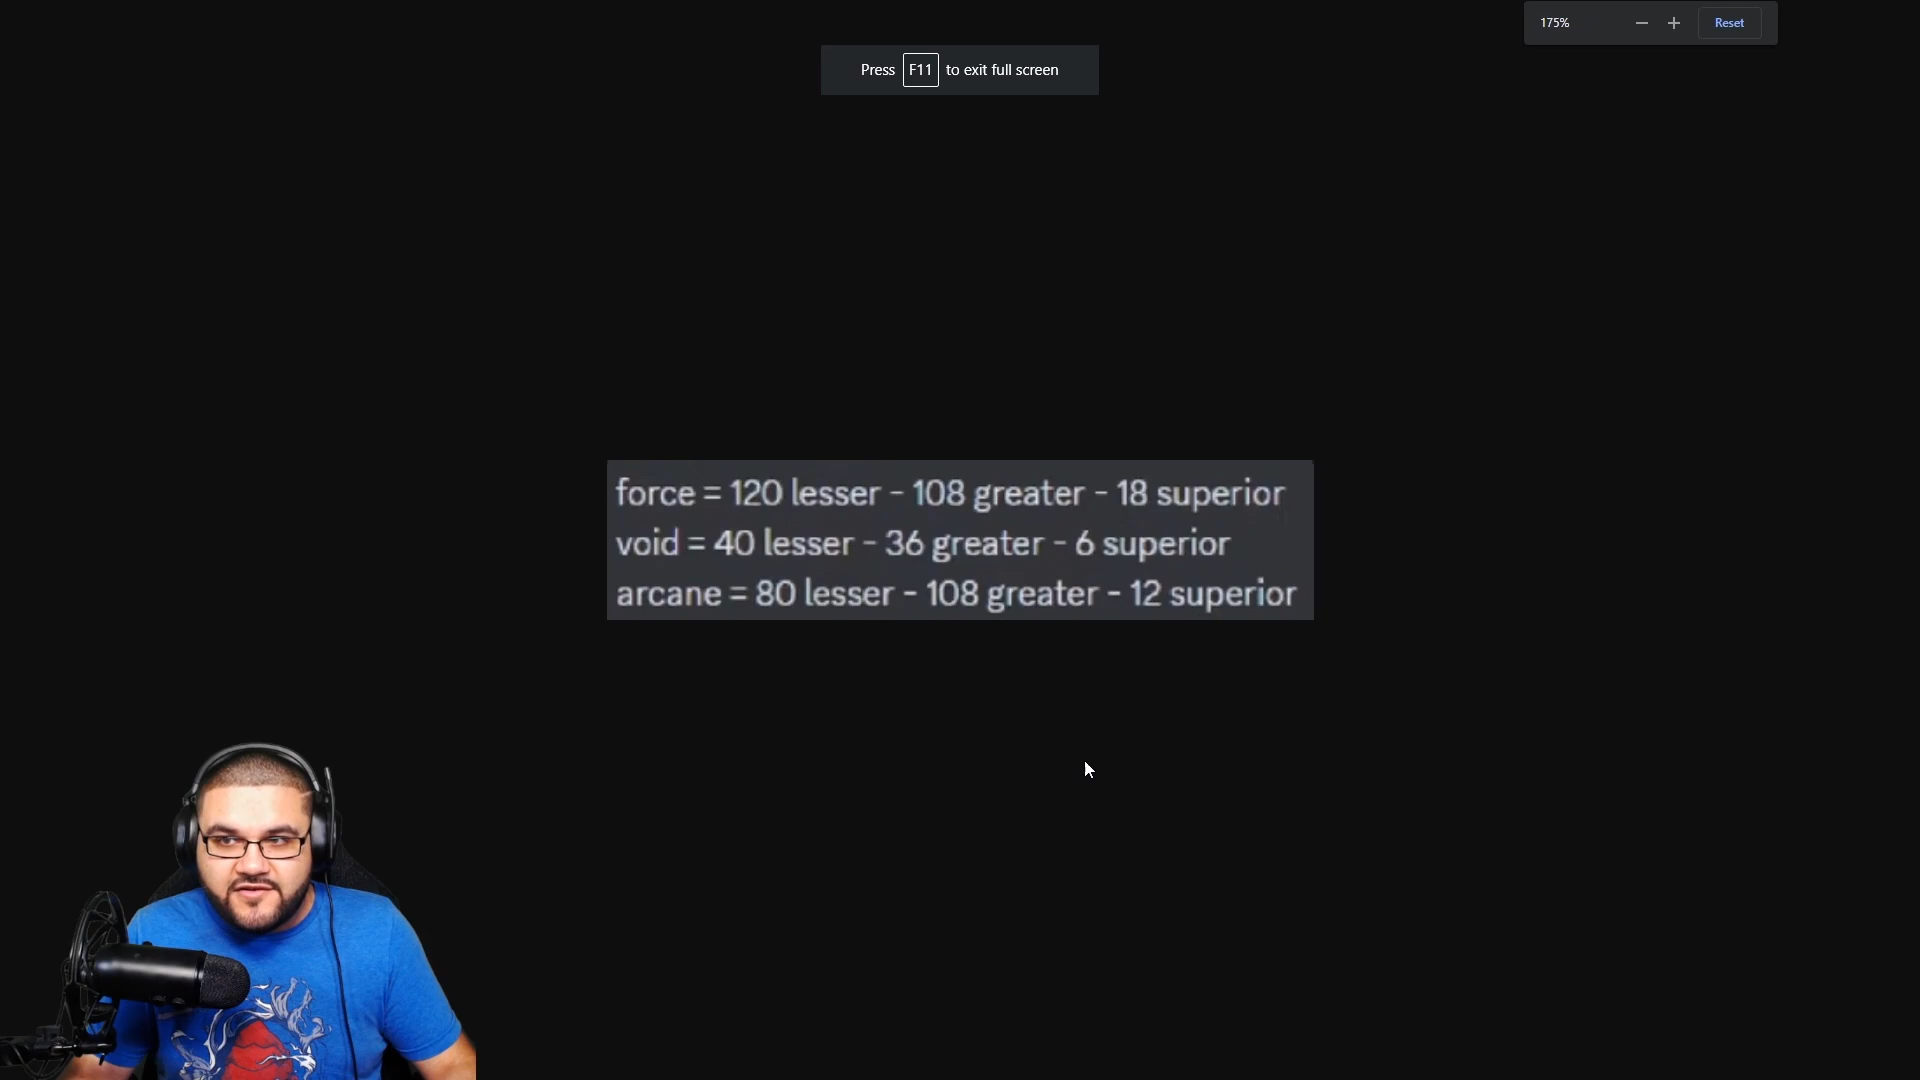 175%
Reset
Press F11 to exit full screen
force = 120 lesser - 108 greater - 18 superior
void = 40 lesser - 36 greater - 6 superior
arcane = 80 lesser - 108 greater - 12 superior